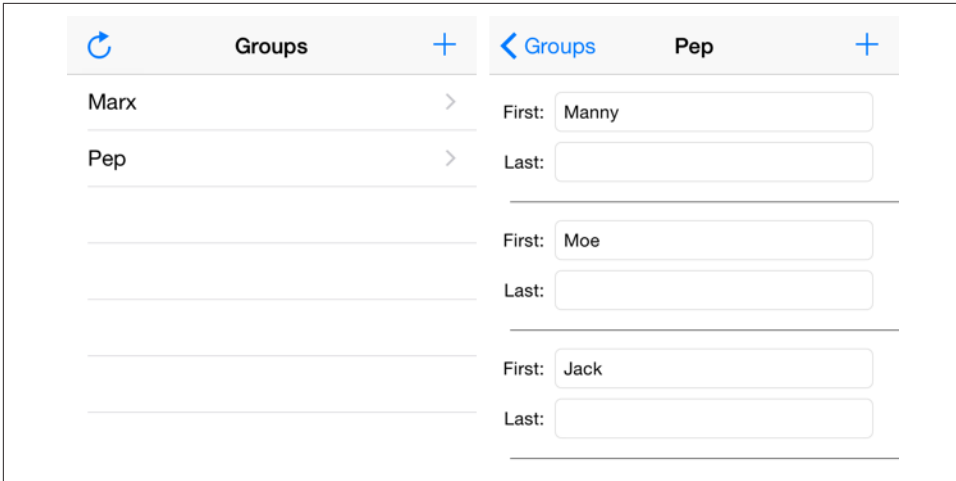 Groups
Marx
Pep
Groups Pep
First: Manny
Last:
First: Moe
Last:
First: Jack
Last: